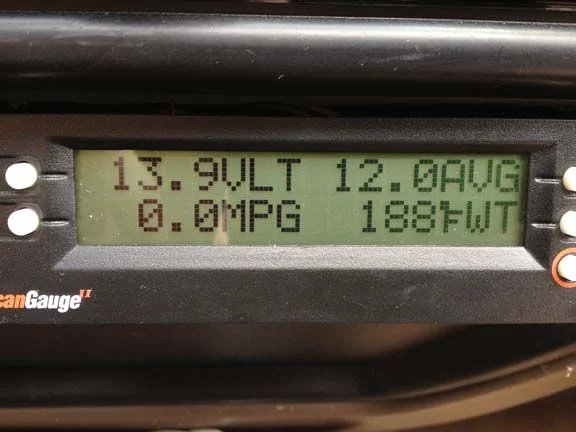 13.9VLT 12.0AVG
0.0MPG 188°FWT
canGauge II